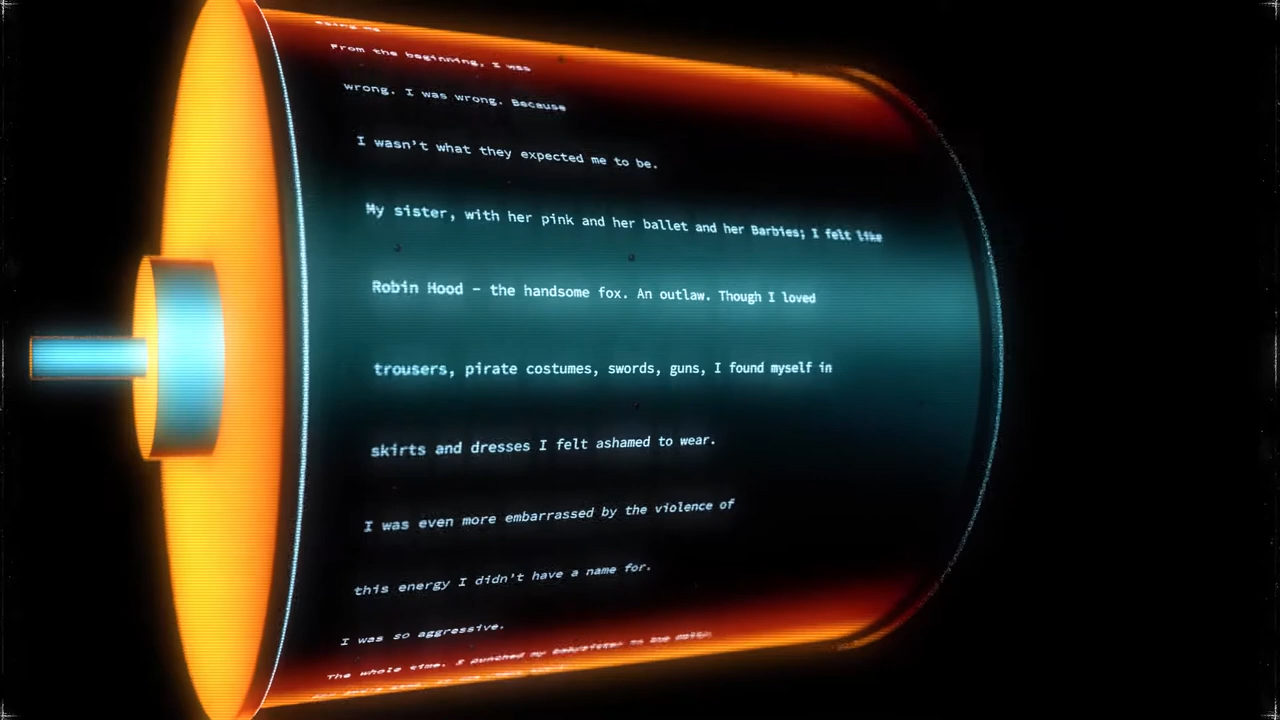 From the beginning, I was
wrong. I was wrong. Because
I wasn't what they expected me to be.
My sister, with her pink and her ballet and her Barbies; I felt like
Robin Hood – the handsome fox. An outlaw. Though I loved
trousers, pirate costumes, swords, guns, I found myself in
skirts and dresses I felt ashamed to wear.
I was even more embarrassed by the violence of
this energy I didn't have a name for.
I was so aggressive.
The whole time. I punched my babysitter in the